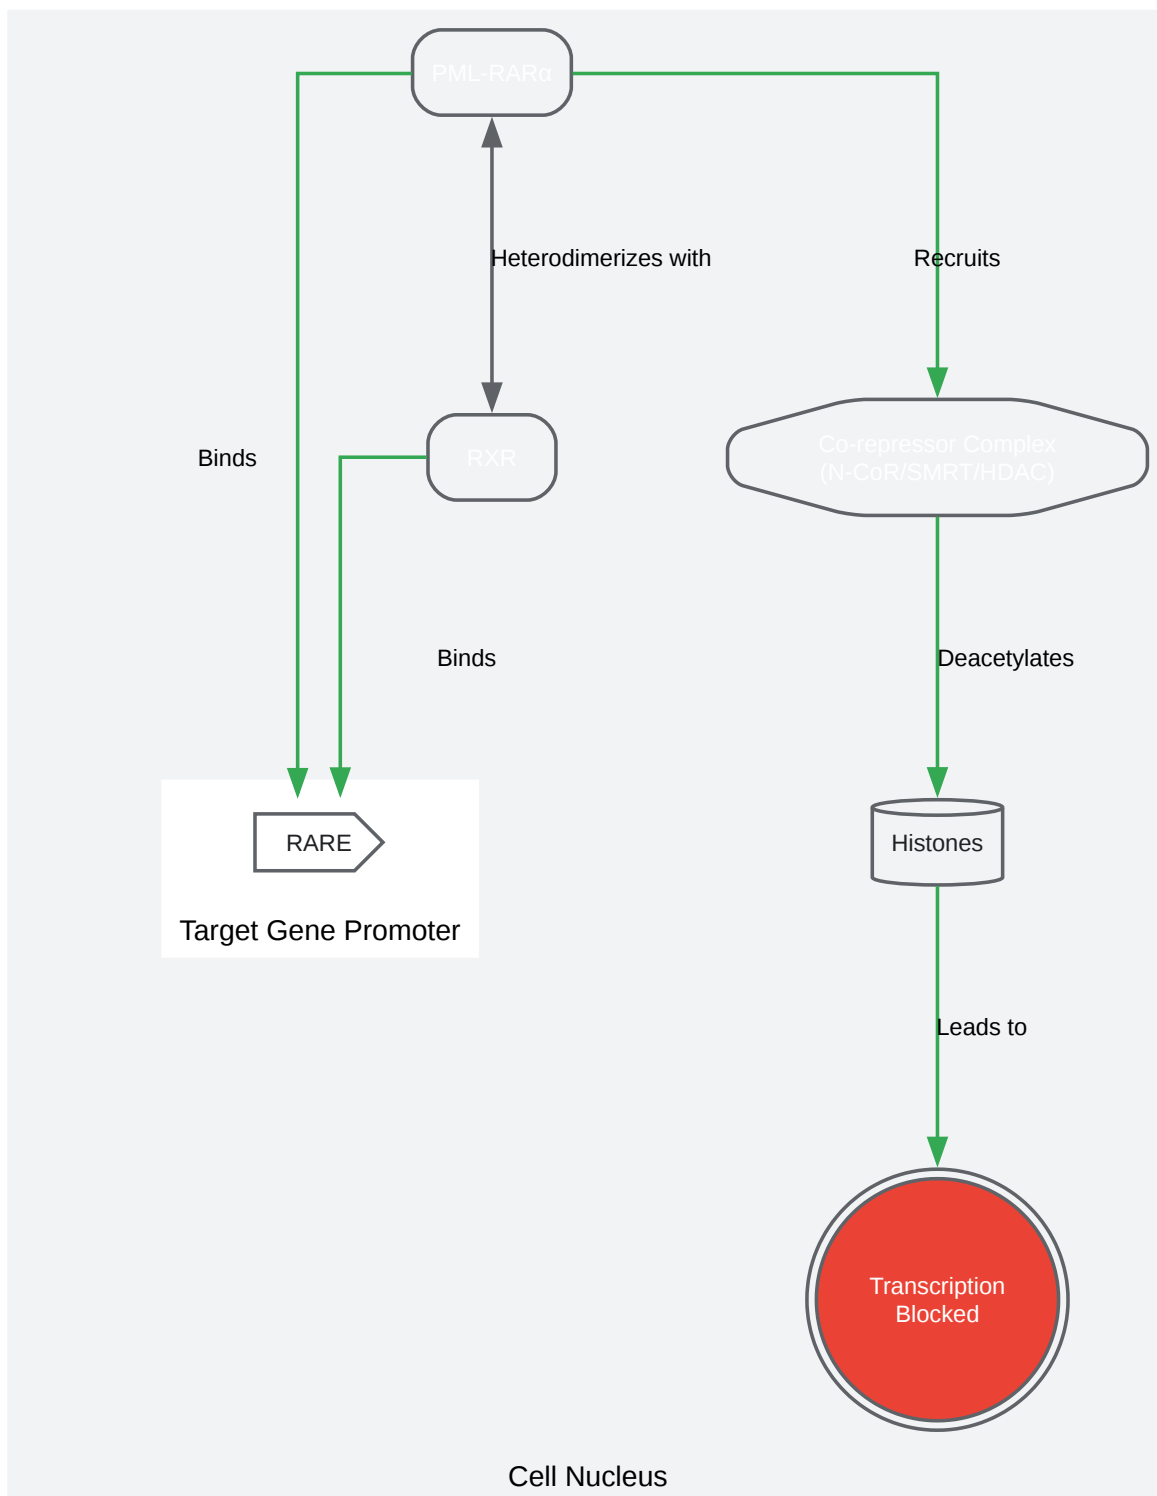 PML-RARα
Heterodimerizes with
Recruits
Binds
RXR
Co-repressor Complex
(N-CoR/SMRT/HDAC)
Binds
Deacetylates
RARE
Histones
Target Gene Promoter
Leads to
Transcription
Blocked
Cell Nucleus